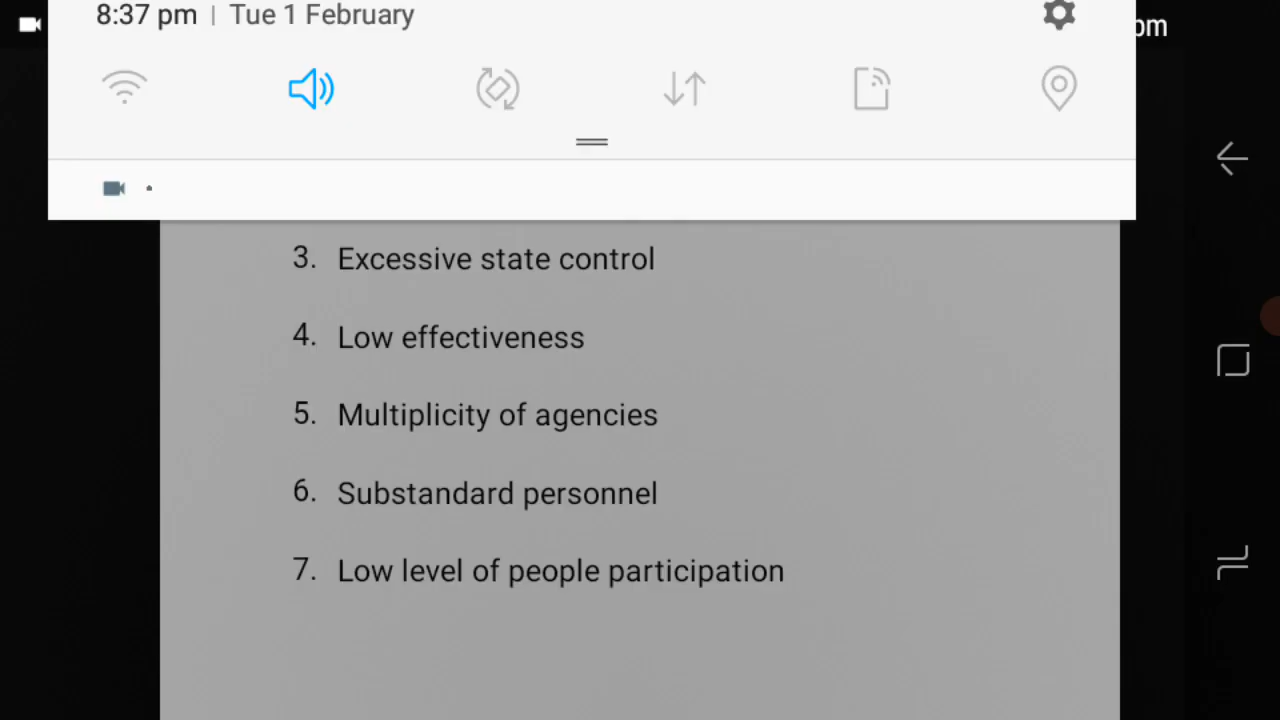 8:37 pm | Tue 1 February
pm
3. Excessive state control
4. Low effectiveness
5. Multiplicity of agencies
6. Substandard personnel
7. Low level of people participation